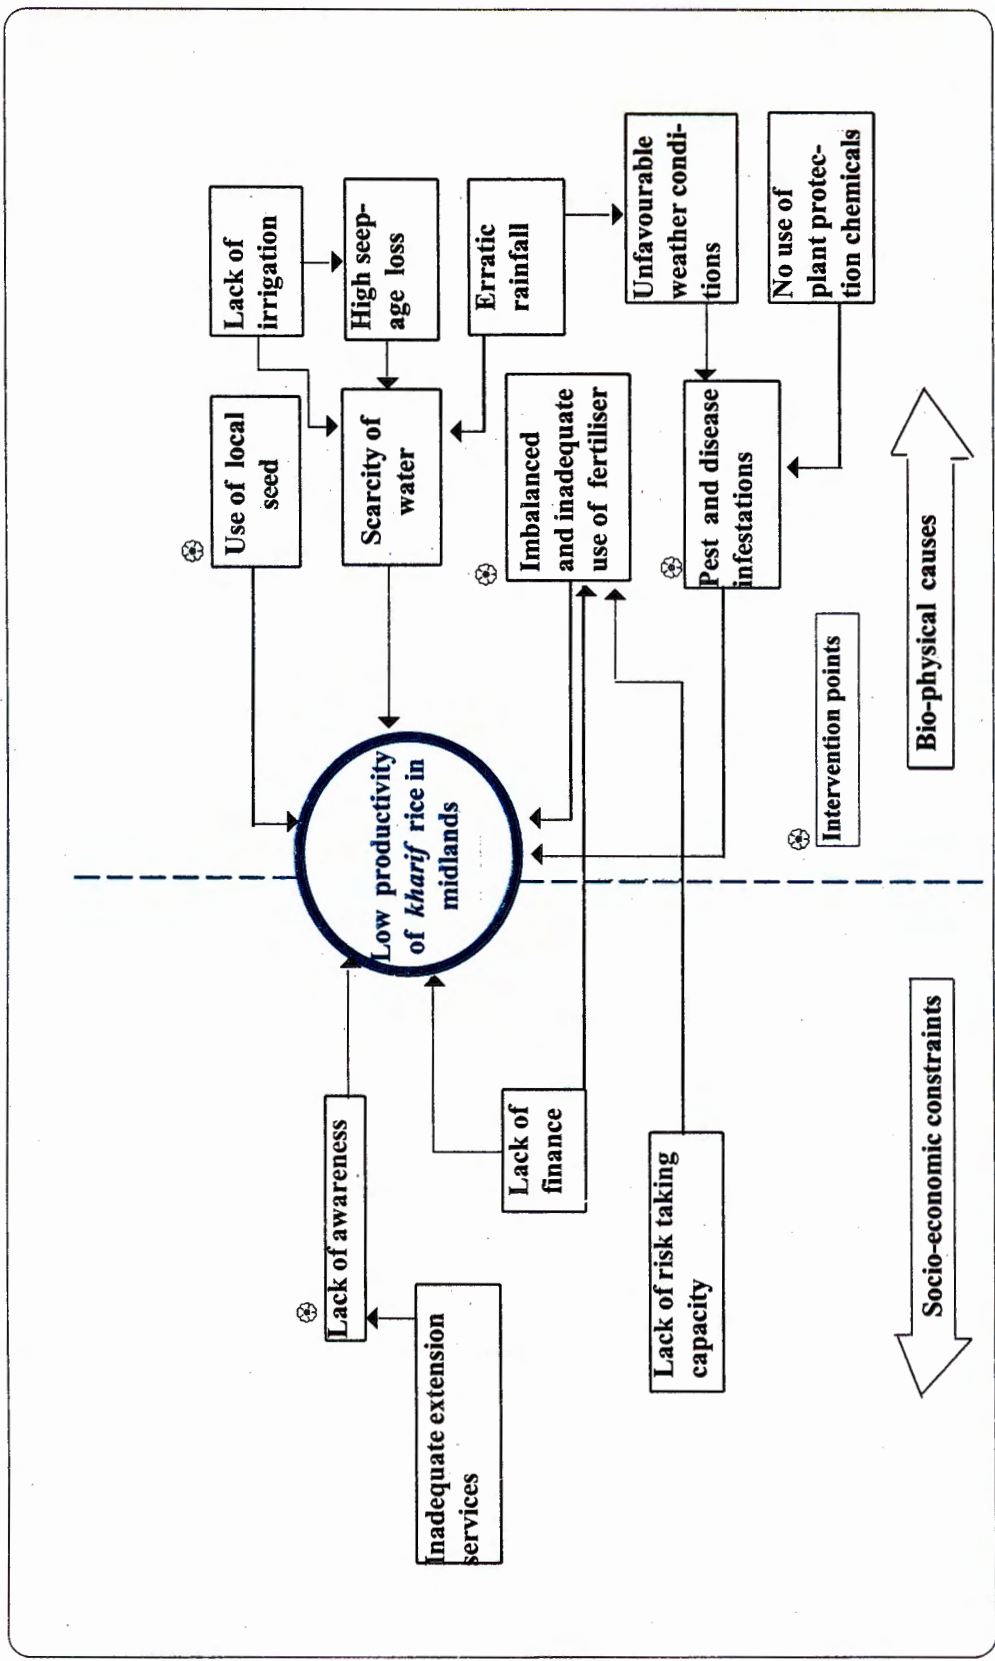 Inadequate extension
services
Lack of awareness
Lack of risk taking
capacity
Lack of
finance
Low productivity
of kharif rice in
midlands
Use of local
seed
Scarcity of
water
Imbalanced
and inadequate
use of fertiliser
Pest and disease
infestations
Lack of
irrigation
High seep-
age loss
Erratic
rainfall
Unfavourable
weather condi-
tions
No use of
plant protec-
tion chemicals
Intervention points
Socio-economic constraints
Bio-physical causes